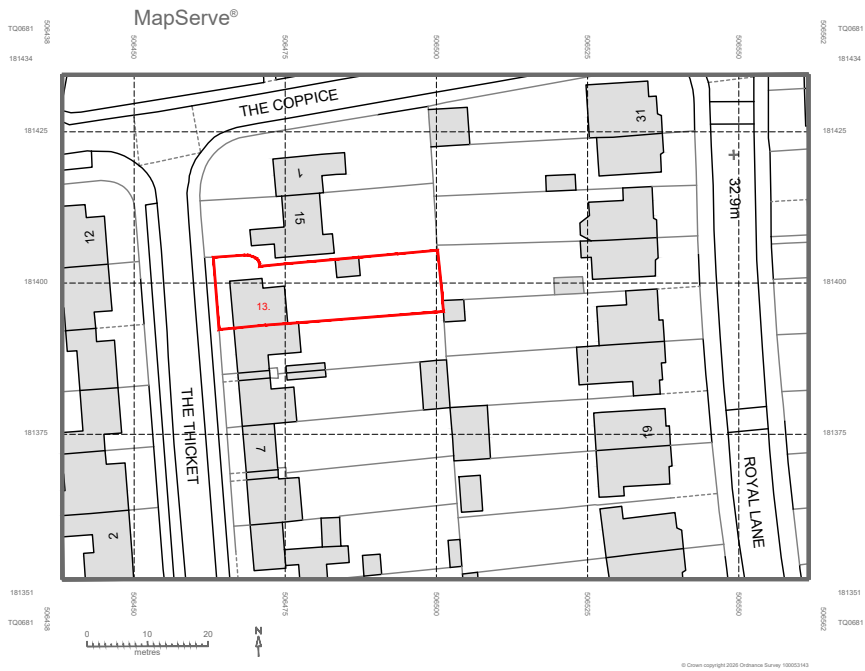 MapServe®
TQ0681
506438
506450
506475
506500
506525
506550
506562
TQ0681
181434
181434
THE COPPICE
31
181425
181425
1
32.9m
15
12
181400
181400
13.
THE THICKET
181375
181375
19
7
ROYAL LANE
2
181351
181351
TQ0681
506438
506450
506475
506500
506525
506550
506562
TQ0681
0 10 20
metres
N
© Crown copyright 2026 Ordnance Survey 100053143